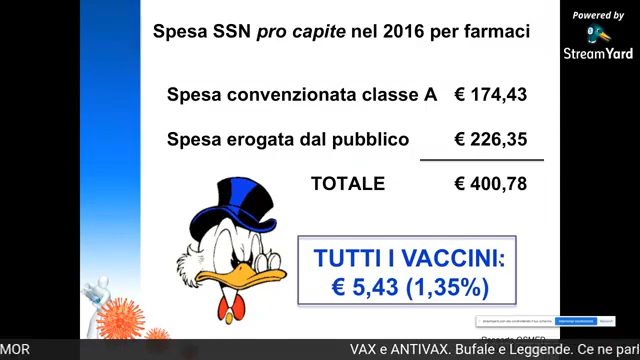 Spesa SSN pro capite nel 2016 per farmaci
Powered by
StreamYard
Spesa convenzionata classe A € 174,43
Spesa erogata dal pubblico € 226,35
TOTALE € 400,78
TUTTI I VACCINI:
€ 5,43 (1,35%)
MOR VAX e ANTIVAX. Bufale e Leggende. Ce ne parl